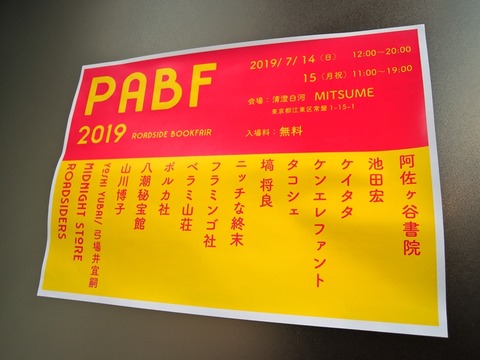 PABF
2019 ROADSIDE BOOKFAIR
2019/7/14(日) 12:00~20:00
15(月祝) 11:00~19:00
会場:清澄白河 MITSUME
東京都江東区常盤1-15-1
入場料:無料
阿佐ヶ谷書院
池田宏
ケイタタ
ケンエレファント
タコシェ
塙 将良
ニッチな終末
フラミンゴ社
ベラミ山荘
ポルカ社
八潮秘宝館
山川博子
YOSHI YUBAI/弓場井宜嗣
MIDNIGHT STORE
ROADSIDERS